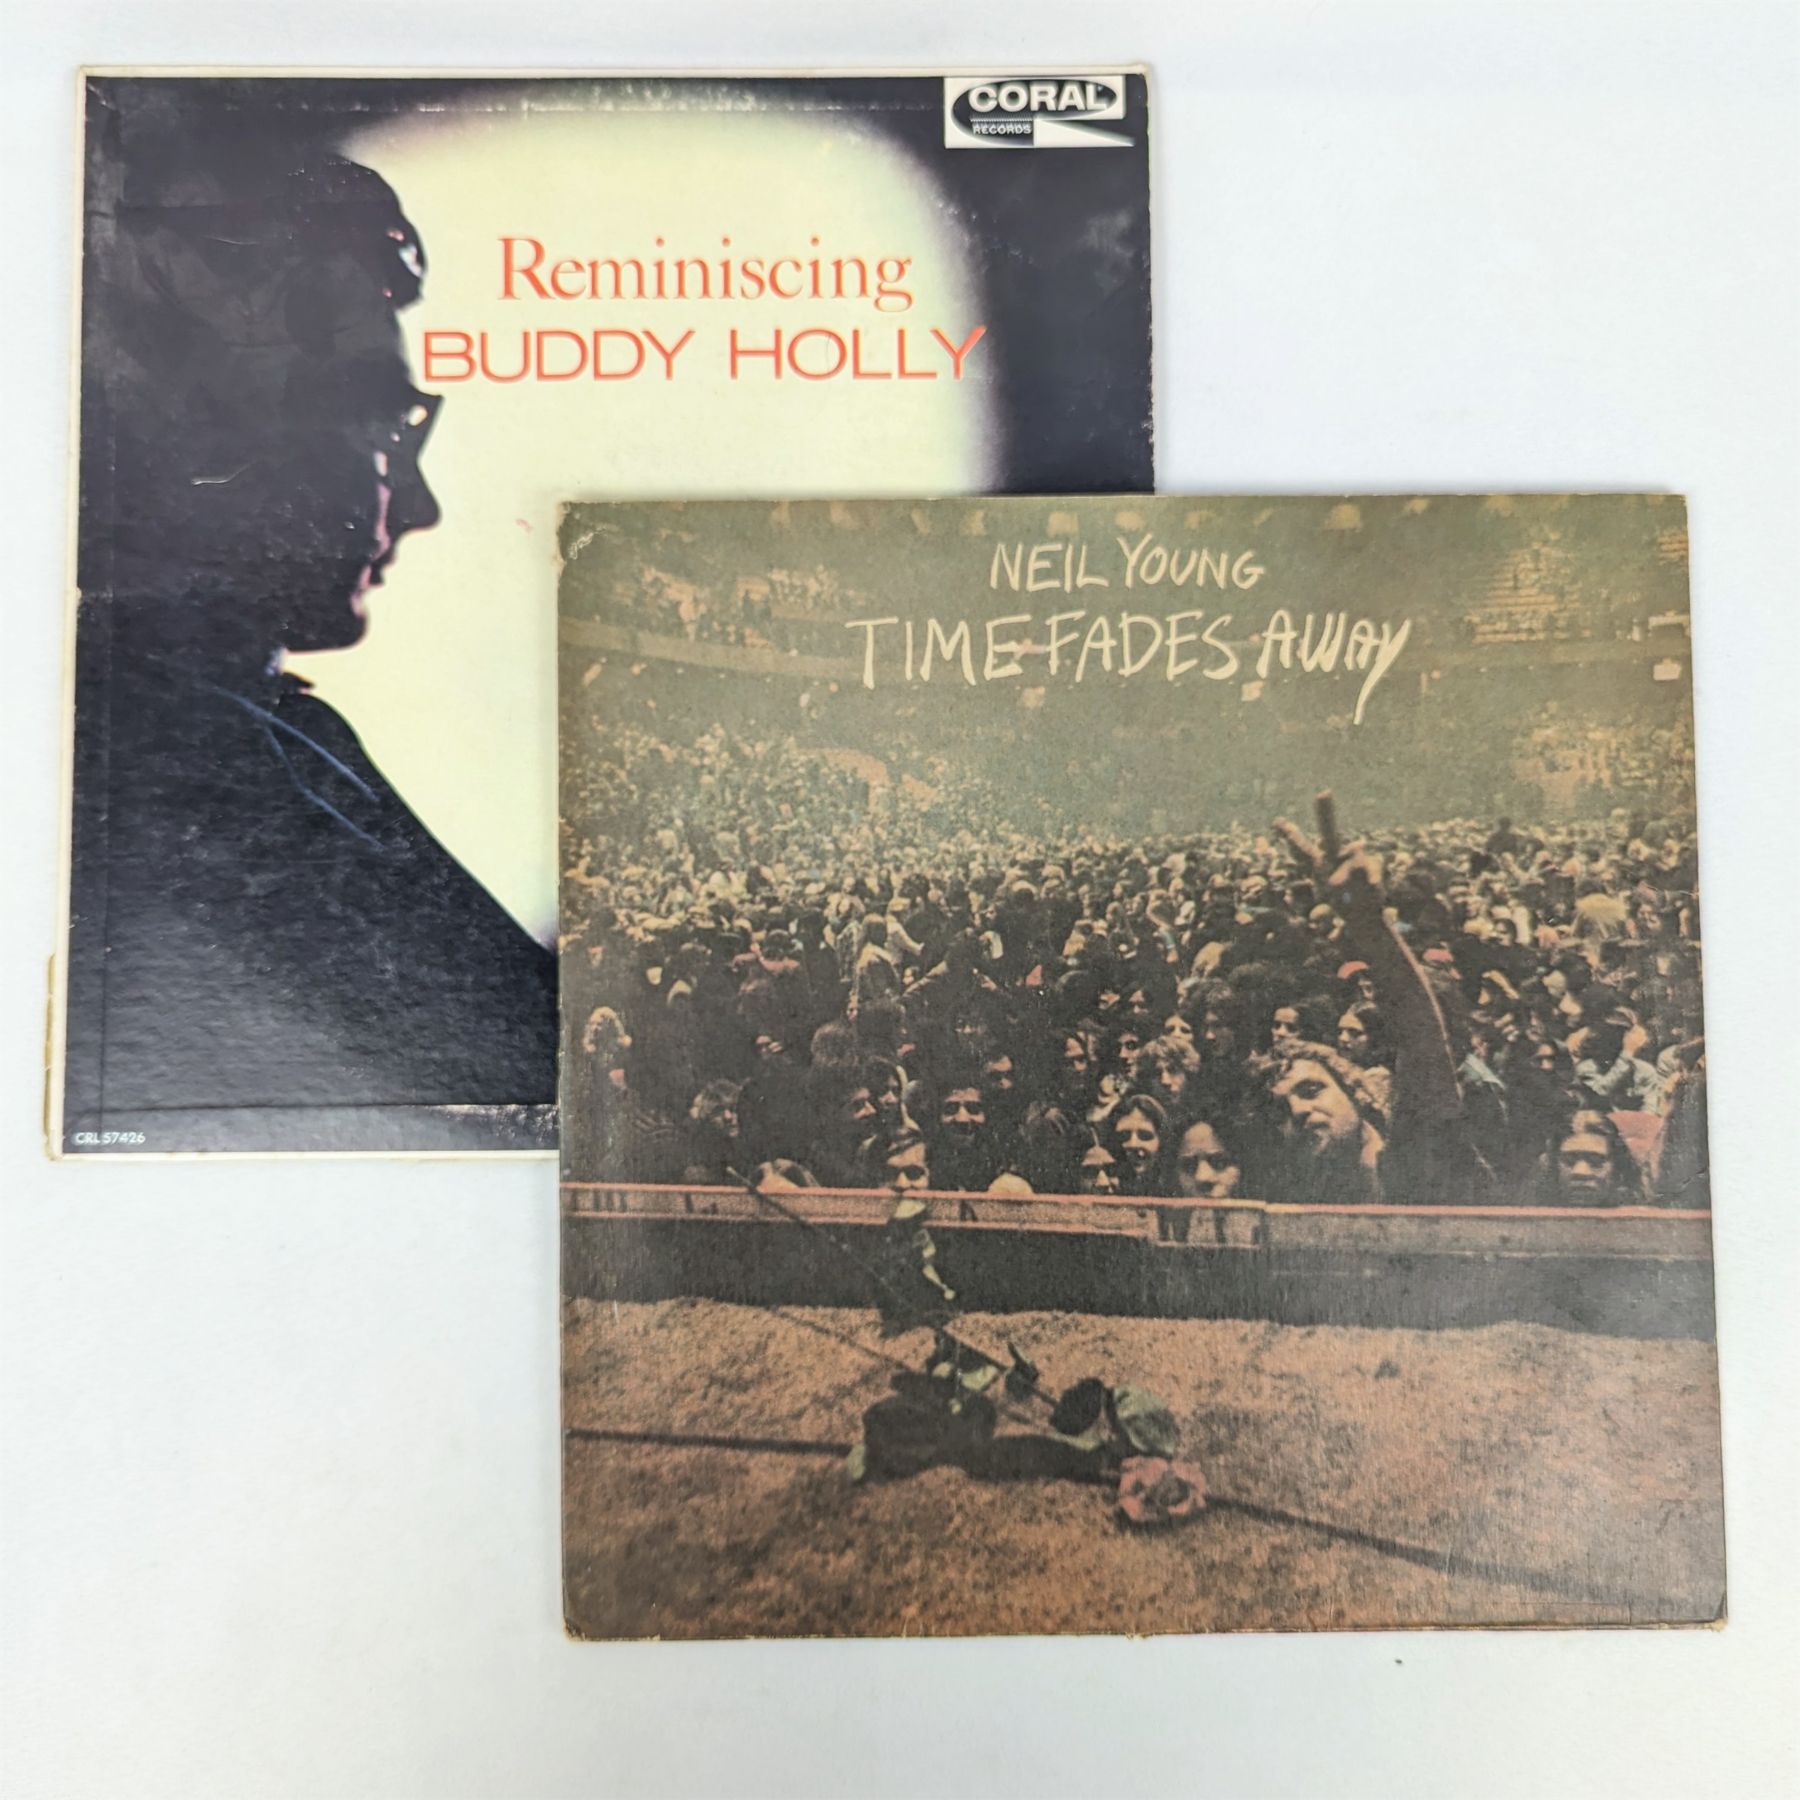 CORAL
RECORDS
Reminiscing
BUDDY HOLLY
CRL 57426
NEIL YOUNG
TIME FADES AWAY